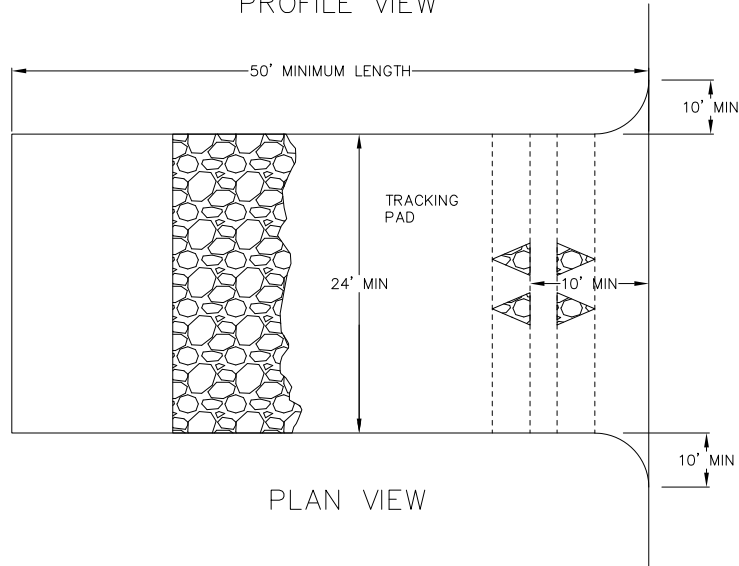 PROFILE VIEW
50' MINIMUM LENGTH
10' MIN
TRACKING
PAD
24' MIN
10' MIN
10' MIN
PLAN VIEW